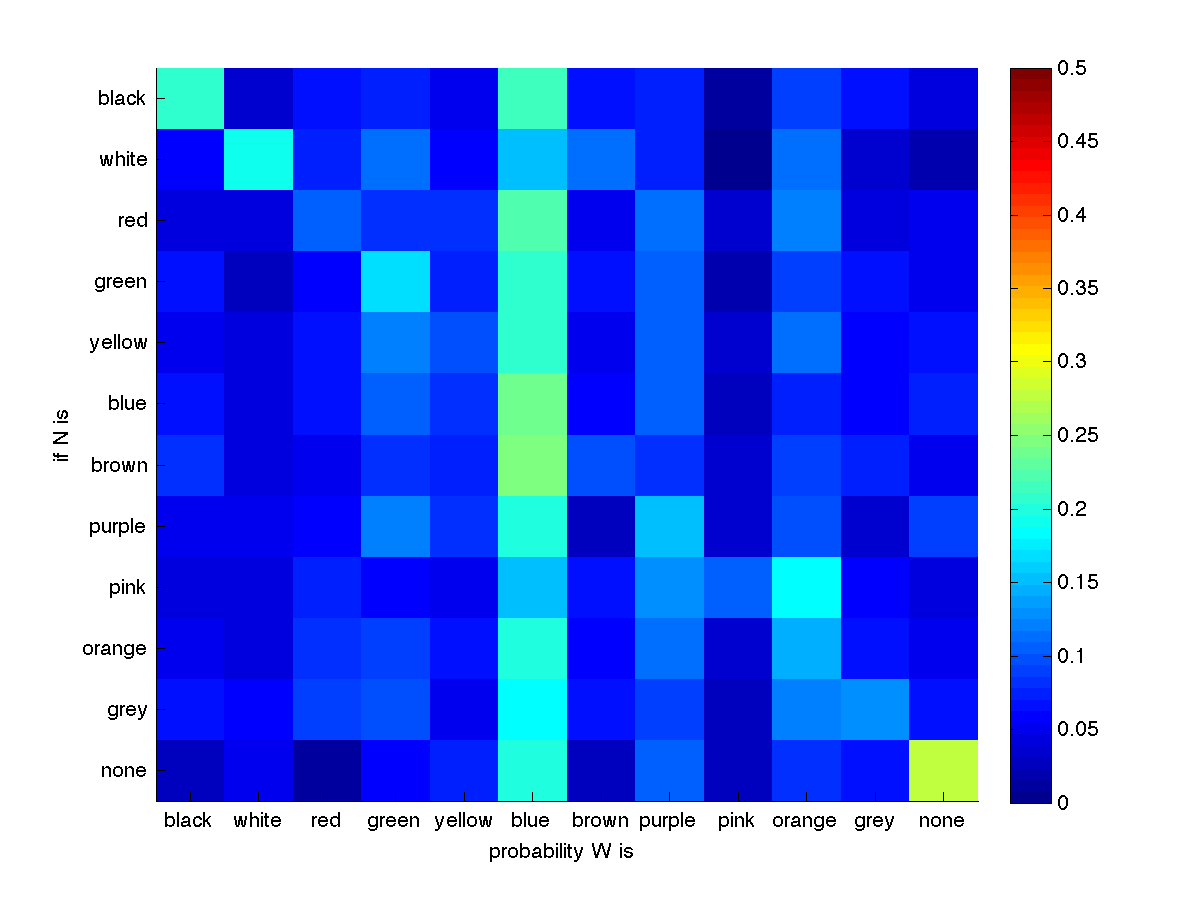 if N is
black
white
red
green
yellow
blue
brown
purple
pink
orange
grey
none
black white red green yellow blue brown purple pink orange grey none
probability W is
0.5
0.45
0.4
0.35
0.3
0.25
0.2
0.15
0.1
0.05
0